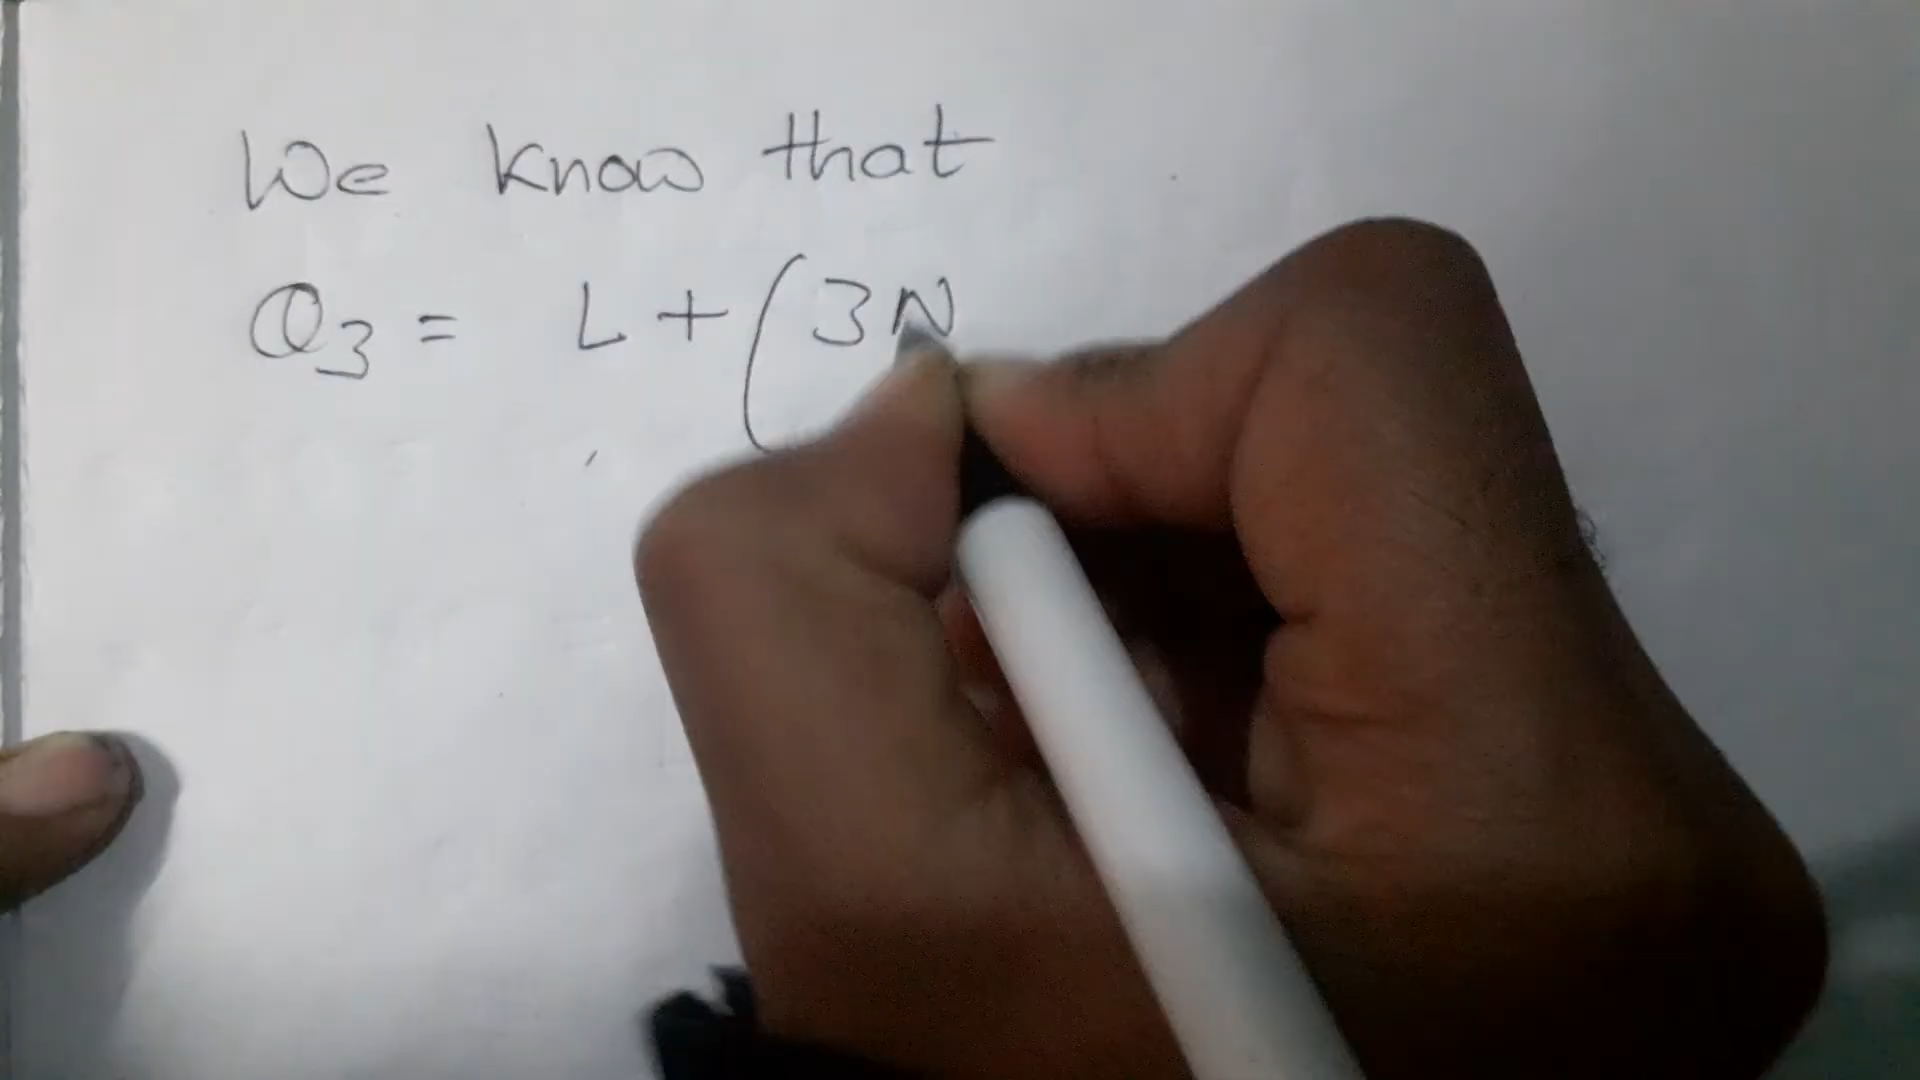 We know that
Q3 = L + (3N